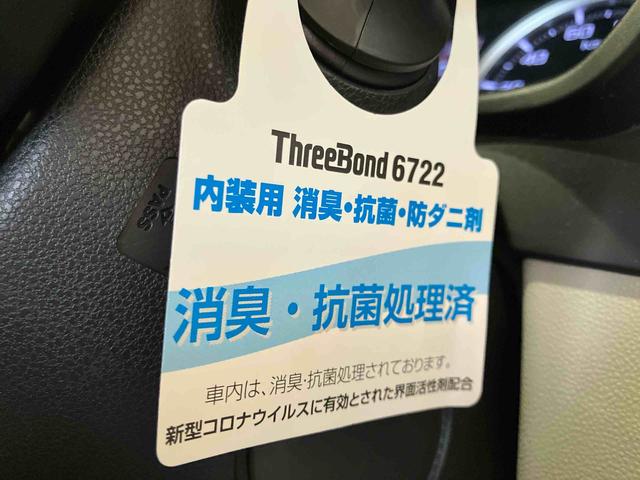 ThreeBond 6722
内装用 消臭・抗菌・防ダニ剤
消臭・抗菌処理済
車内は、消臭・抗菌処理されております。
新型コロナウイルスに有効とされた界面活性剤配合
PASS
60
40